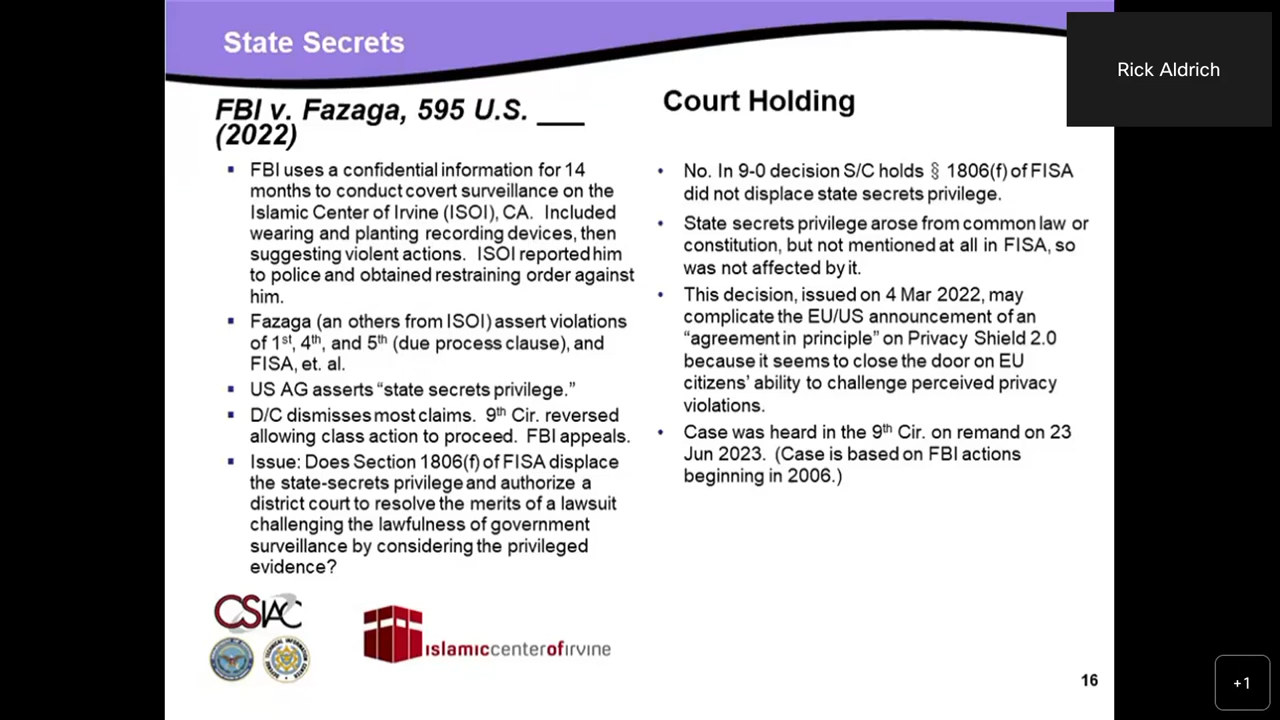 State Secrets
Rick Aldrich
FBI v. Fazaga, 595 U.S. ___
(2022)
▪ FBI uses a confidential information for 14
months to conduct covert surveillance on the
Islamic Center of Irvine (ISOI), CA. Included
wearing and planting recording devices, then
suggesting violent actions. ISOI reported him
to police and obtained restraining order against
him.
▪ Fazaga (an others from ISOI) assert violations
of 1st, 4th, and 5th (due process clause), and
FISA, et. al.
▪ US AG asserts “state secrets privilege.”
▪ D/C dismisses most claims. 9th Cir. reversed
allowing class action to proceed. FBI appeals.
▪ Issue: Does Section 1806(f) of FISA displace
the state-secrets privilege and authorize a
district court to resolve the merits of a lawsuit
challenging the lawfulness of government
surveillance by considering the privileged
evidence?
Court Holding
• No. In 9-0 decision S/C holds § 1806(f) of FISA
did not displace state secrets privilege.
• State secrets privilege arose from common law or
constitution, but not mentioned at all in FISA, so
was not affected by it.
• This decision, issued on 4 Mar 2022, may
complicate the EU/US announcement of an
“agreement in principle” on Privacy Shield 2.0
because it seems to close the door on EU
citizens’ ability to challenge perceived privacy
violations.
• Case was heard in the 9th Cir. on remand on 23
Jun 2023. (Case is based on FBI actions
beginning in 2006.)
CSIAC
islamiccenterofirvine
16
+1